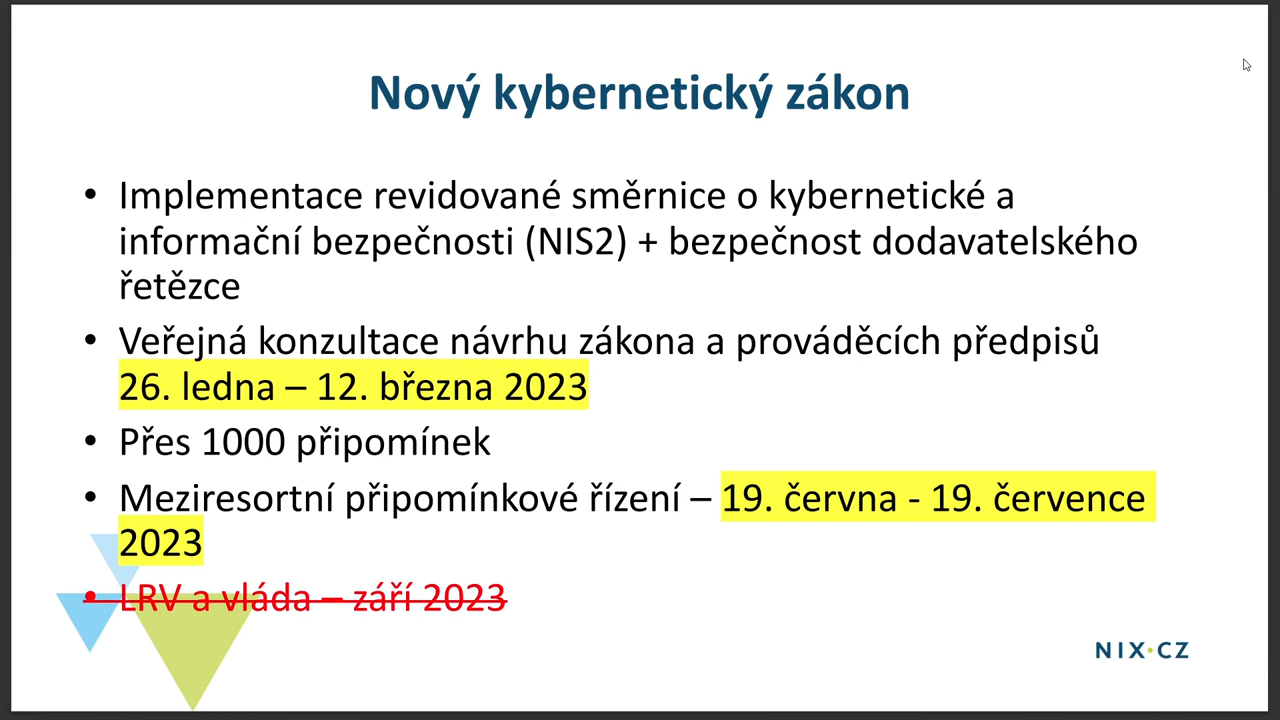 Nový kybernetický zákon
• Implementace revidované směrnice o kybernetické a
informační bezpečnosti (NIS2) + bezpečnost dodavatelského
řetězce
• Veřejná konzultace návrhu zákona a prováděcích předpisů
26. ledna – 12. března 2023
• Přes 1000 připomínek
• Meziresortní připomínkové řízení – 19. června - 19. července
2023
• LRV a vláda – září 2023
NIX•CZ